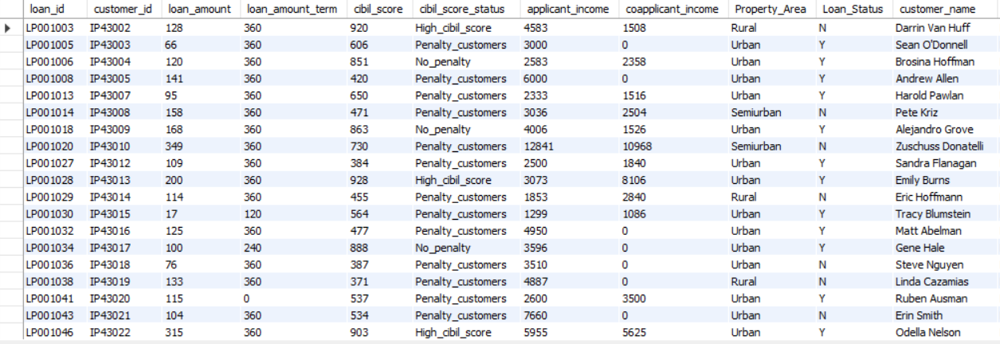 loan_id customer_id loan_amount loan_amount_term cibil_score cibil_score_status applicant_income coapplicant_income Property_Area Loan_Status customer_name
LP001003 IP43002 128 360 920 High_cibil_score 4583 1508 Rural N Darrin Van Huff
LP001005 IP43003 66 360 606 Penalty_customers 3000 0 Urban Y Sean O'Donnell
LP001006 IP43004 120 360 851 No_penalty 2583 2358 Urban Y Brosina Hoffman
LP001008 IP43005 141 360 420 Penalty_customers 6000 0 Urban Y Andrew Allen
LP001013 IP43007 95 360 650 Penalty_customers 2333 1516 Urban Y Harold Pawlan
LP001014 IP43008 158 360 471 Penalty_customers 3036 2504 Semiurban N Pete Kriz
LP001018 IP43009 168 360 863 No_penalty 4006 1526 Urban Y Alejandro Grove
LP001020 IP43010 349 360 730 Penalty_customers 12841 10968 Semiurban N Zuschuss Donatelli
LP001027 IP43012 109 360 384 Penalty_customers 2500 1840 Urban Y Sandra Flanagan
LP001028 IP43013 200 360 928 High_cibil_score 3073 8106 Urban Y Emily Burns
LP001029 IP43014 114 360 455 Penalty_customers 1853 2840 Rural N Eric Hoffmann
LP001030 IP43015 17 120 564 Penalty_customers 1299 1086 Urban Y Tracy Blumstein
LP001032 IP43016 125 360 477 Penalty_customers 4950 0 Urban Y Matt Abelman
LP001034 IP43017 100 240 888 No_penalty 3596 0 Urban Y Gene Hale
LP001036 IP43018 76 360 387 Penalty_customers 3510 0 Urban N Steve Nguyen
LP001038 IP43019 133 360 371 Penalty_customers 4887 0 Rural N Linda Cazamias
LP001041 IP43020 115 0 537 Penalty_customers 2600 3500 Urban Y Ruben Ausman
LP001043 IP43021 104 360 534 Penalty_customers 7660 0 Urban N Erin Smith
LP001046 IP43022 315 360 903 High_cibil_score 5955 5625 Urban Y Odella Nelson